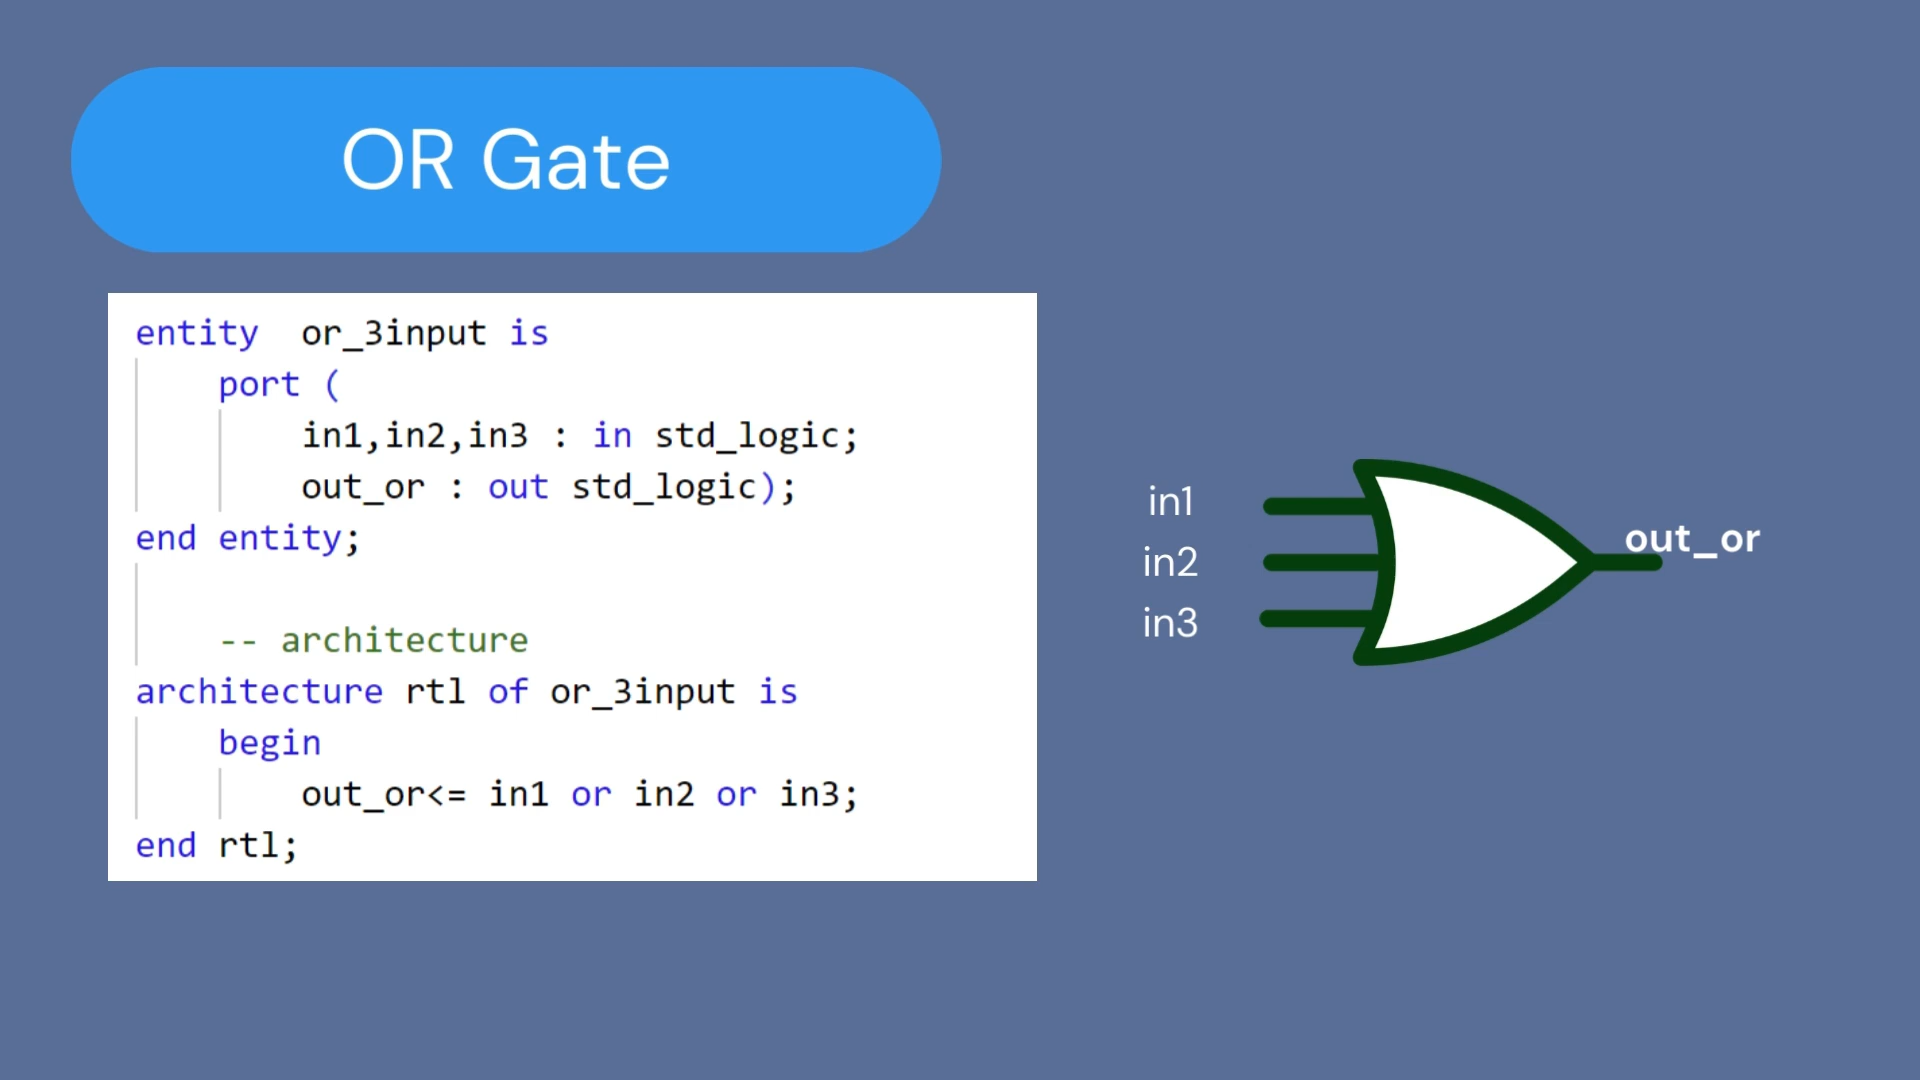 OR Gate
entity  or_3input is
    port (
        in1,in2,in3 : in std_logic;
        out_or : out std_logic);
end entity;
    -- architecture
architecture rtl of or_3input is
    begin
        out_or<= in1 or in2 or in3;
end rtl;
in1
in2
in3
out_or